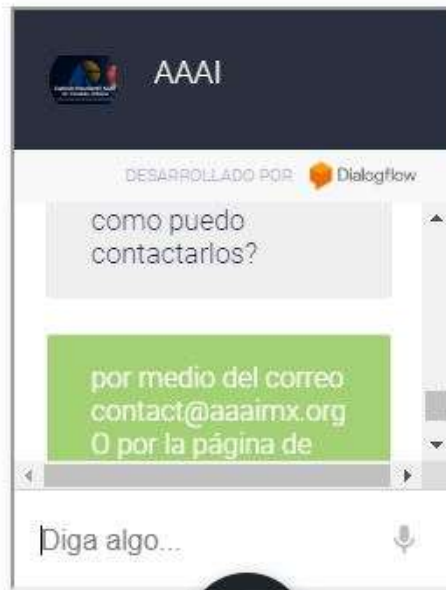 AAAI
DESARROLLADO POR Dialogflow
como puedo
contactarlos?
por medio del correo
contact@aaaimx.org
O por la página de
Diga algo...